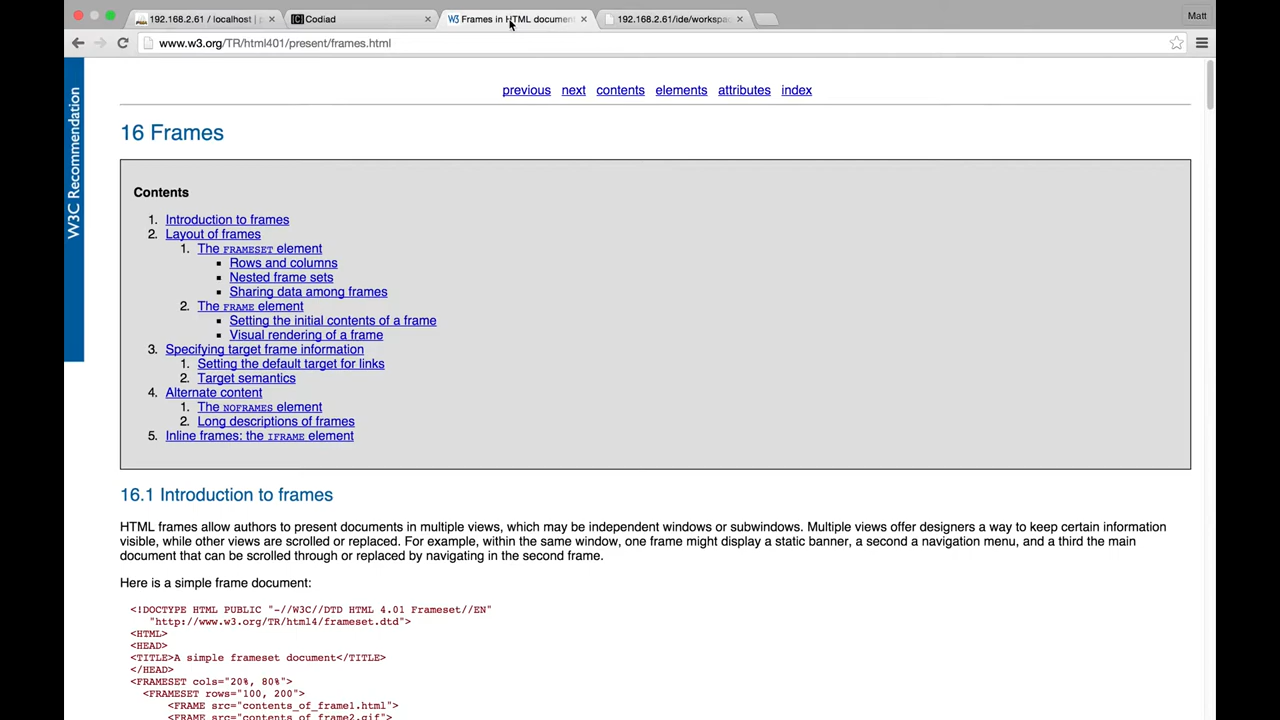 192.168.2.61 / localhost | p
Codiad
W3 Frames in HTML document
192.168.2.61/ide/workspa
Matt
www.w3.org/TR/html401/present/frames.html
W3C Recommendation
previous next contents elements attributes index
16 Frames
Contents
1. Introduction to frames
2. Layout of frames
1. The FRAMESET element
▪ Rows and columns
▪ Nested frame sets
▪ Sharing data among frames
2. The FRAME element
▪ Setting the initial contents of a frame
▪ Visual rendering of a frame
3. Specifying target frame information
1. Setting the default target for links
2. Target semantics
4. Alternate content
1. The NOFRAMES element
2. Long descriptions of frames
5. Inline frames: the IFRAME element
16.1 Introduction to frames
HTML frames allow authors to present documents in multiple views, which may be independent windows or subwindows. Multiple views offer designers a way to keep certain information
visible, while other views are scrolled or replaced. For example, within the same window, one frame might display a static banner, a second a navigation menu, and a third the main
document that can be scrolled through or replaced by navigating in the second frame.
Here is a simple frame document:
<!DOCTYPE HTML PUBLIC "-//W3C//DTD HTML 4.01 Frameset//EN"
"http://www.w3.org/TR/html4/frameset.dtd">
<HTML>
<HEAD>
<TITLE>A simple frameset document</TITLE>
</HEAD>
<FRAMESET cols="20%, 80%">
<FRAMESET rows="100, 200">
<FRAME src="contents_of_frame1.html">
<FRAME src="contents_of_frame2.gif">